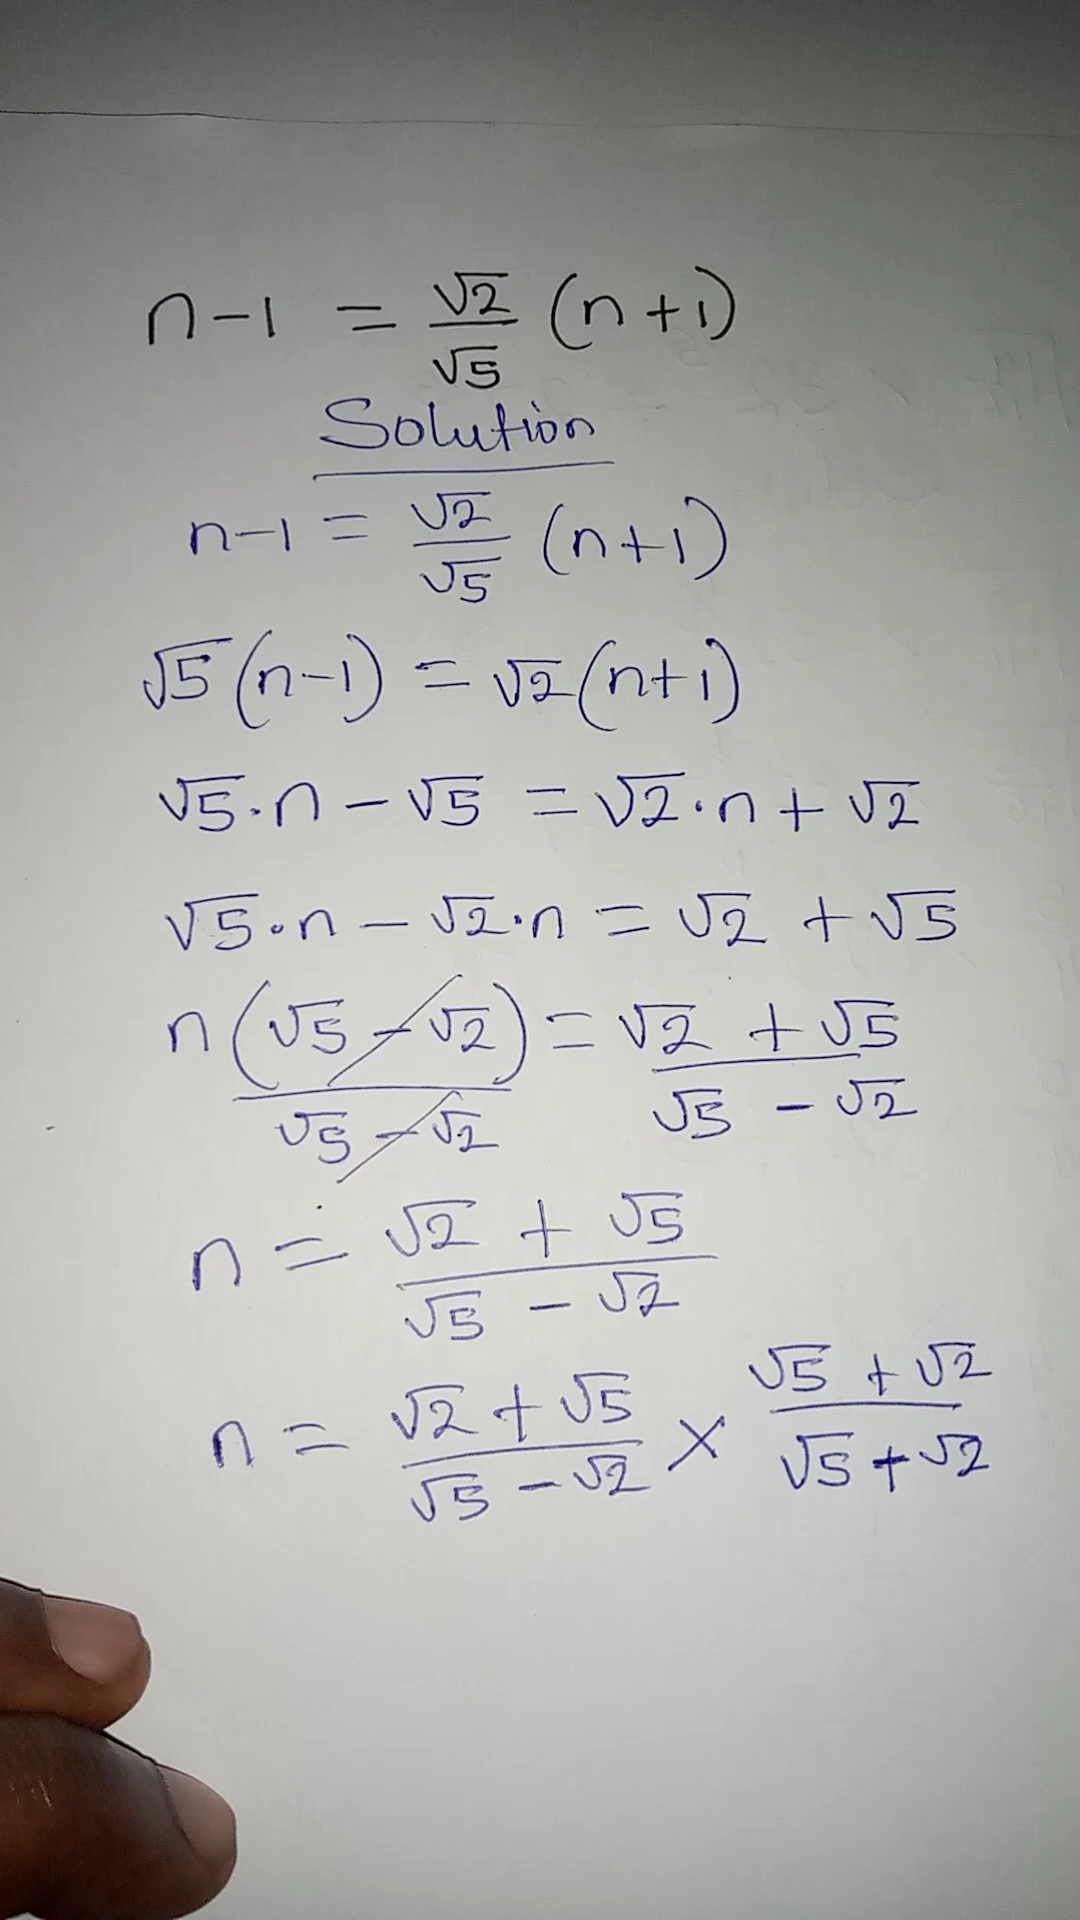 n-1 = √2/√5 (n+1)
Solution
n-1 = √2/√5 (n+1)
√5(n-1) = √2(n+1)
√5·n - √5 = √2·n + √2
√5·n - √2·n = √2 + √5
n(√5-√2)/√5-√2 = √2 + √5/√5 - √2
n = √2 + √5/√5 - √2
n = √2 + √5/√5 - √2 × √5 + √2/√5 + √2